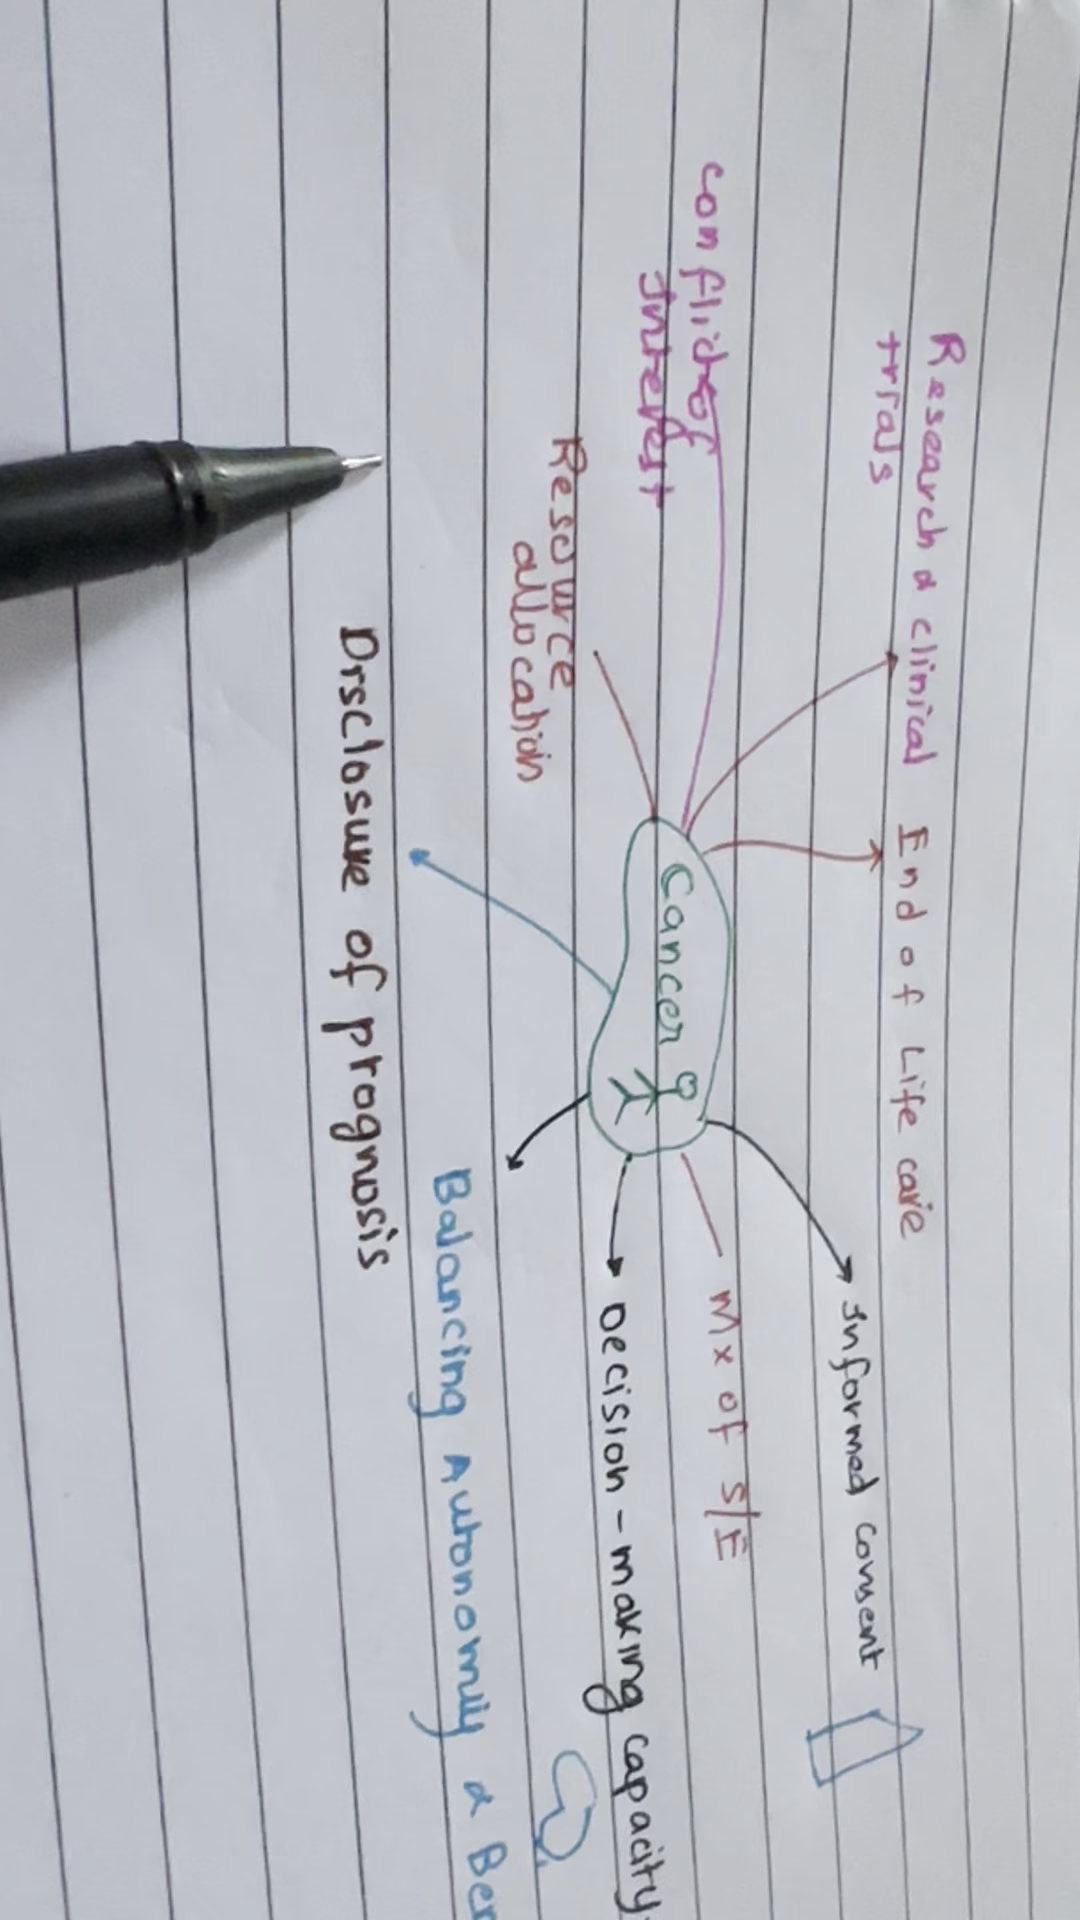 Research & clinical
trials
End of Life care
conflict of
Interest
Informed consent
Resource
allocation
Cancer
Mx of S/E
Decision - making capacity.
Balancing Autonomy & Ben
Disclosure of prognosis